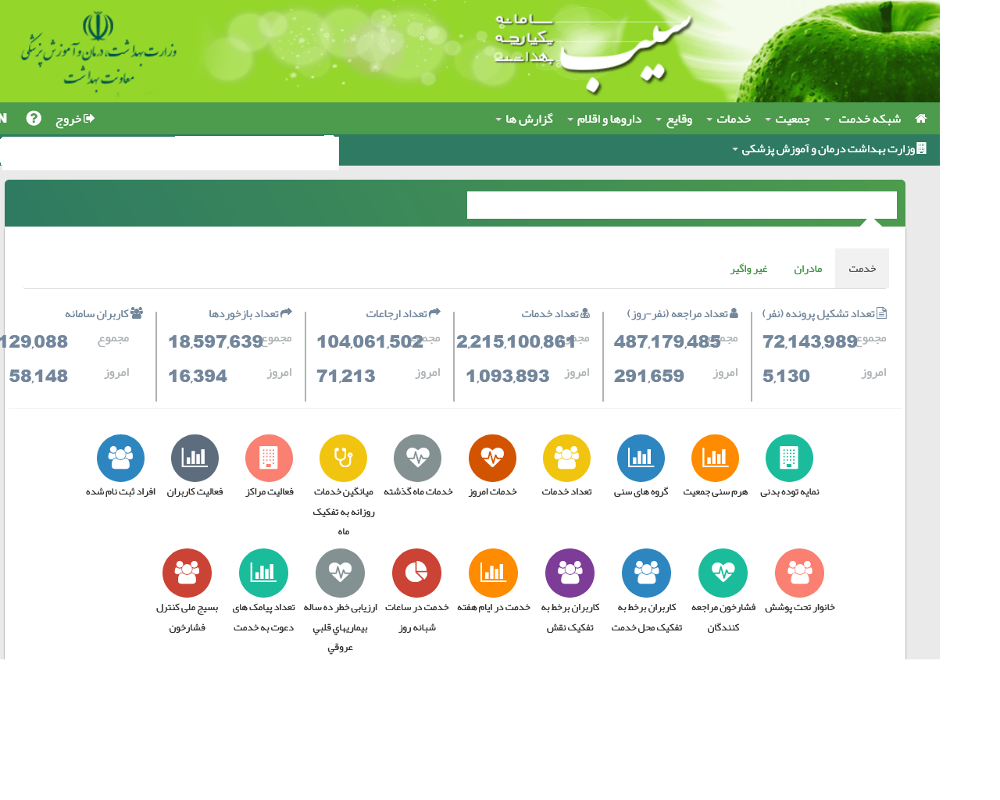 سیب
سامانه
یکپارچه
بهداشت
وزارت بهداشت، درمان و آموزش پزشکی
معاونت بهداشت
شبکه خدمت
جمعیت
خدمات
وقایع
داروها و اقلام
گزارش ها
خروج
?
N
وزارت بهداشت درمان و آموزش پزشکی
خدمت
مادران
غیر واگیر
تعداد تشکیل پرونده (نفر)
مجموع 72,143,989
امروز 5,130
تعداد مراجعه (نفر-روز)
مجموع 487,179,485
امروز 291,659
تعداد خدمات
مجموع 2,215,100,861
امروز 1,093,893
تعداد ارجاعات
مجموع 104,061,502
امروز 71,213
تعداد بازخوردها
مجموع 18,597,639
امروز 16,394
کاربران سامانه
مجموع 129,088
امروز 58,148
نمایه توده بدنی
هرم سنی جمعیت
گروه های سنی
تعداد خدمات
خدمات امروز
خدمات ماه گذشته
میانگین خدمات
روزانه به تفکیک
ماه
فعالیت مراکز
فعالیت کاربران
افراد ثبت نام شده
خانوار تحت پوشش
فشارخون مراجعه
کنندگان
کاربران برخط به
تفکیک محل خدمت
کاربران برخط به
تفکیک نقش
خدمت در ایام هفته
خدمت در ساعات
شبانه روز
ارزیابی خطر ده ساله
بيماريهاي قلبي
عروقي
تعداد پیامک های
دعوت به خدمت
بسیج ملی کنترل
فشارخون